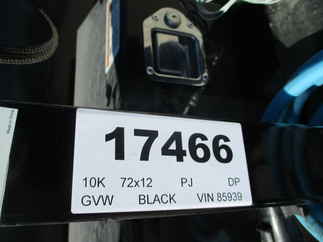 17466
10K 72x12 PJ DP
GVW BLACK VIN 85939